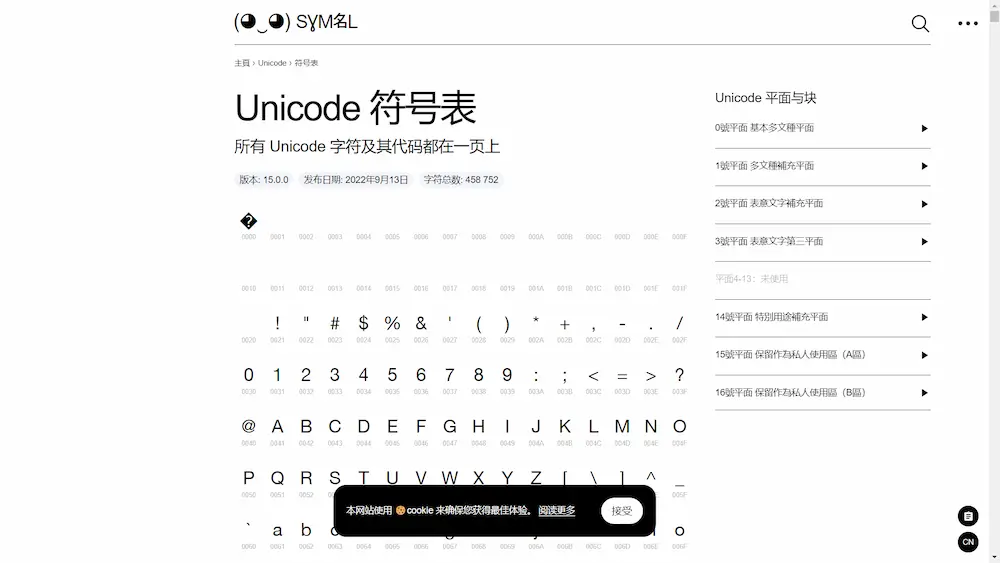 (◕‿◕) SYM名L
主頁 › Unicode › 符号表
Unicode 符号表
所有 Unicode 字符及其代码都在一页上
版本: 15.0.0 发布日期: 2022年9月13日 字符总数: 458 752
�
0000 0001 0002 0003 0004 0005 0006 0007 0008 0009 000A 000B 000C 000D 000E 000F
0010 0011 0012 0013 0014 0015 0016 0017 0018 0019 001A 001B 001C 001D 001E 001F
! " # $ % & ' ( ) * + , - . /
0020 0021 0022 0023 0024 0025 0026 0027 0028 0029 002A 002B 002C 002D 002E 002F
0 1 2 3 4 5 6 7 8 9 : ; < = > ?
0030 0031 0032 0033 0034 0035 0036 0037 0038 0039 003A 003B 003C 003D 003E 003F
@ A B C D E F G H I J K L M N O
0040 0041 0042 0043 0044 0045 0046 0047 0048 0049 004A 004B 004C 004D 004E 004F
P Q R S T U V W X Y Z [ \ ] ^ _
0050 0051 005F
` a b o
0060 0061 0062 0063 0064 0065 0066 0067 0068 0069 006A 006B 006C 006D 006E 006F
Unicode 平面与块
0號平面 基本多文種平面
1號平面 多文種補充平面
2號平面 表意文字補充平面
3號平面 表意文字第三平面
平面4-13：未使用
14號平面 特別用途補充平面
15號平面 保留作為私人使用區（A區）
16號平面 保留作為私人使用區（B區）
本网站使用 🍪cookie 来确保您获得最佳体验。 阅读更多
接受
CN